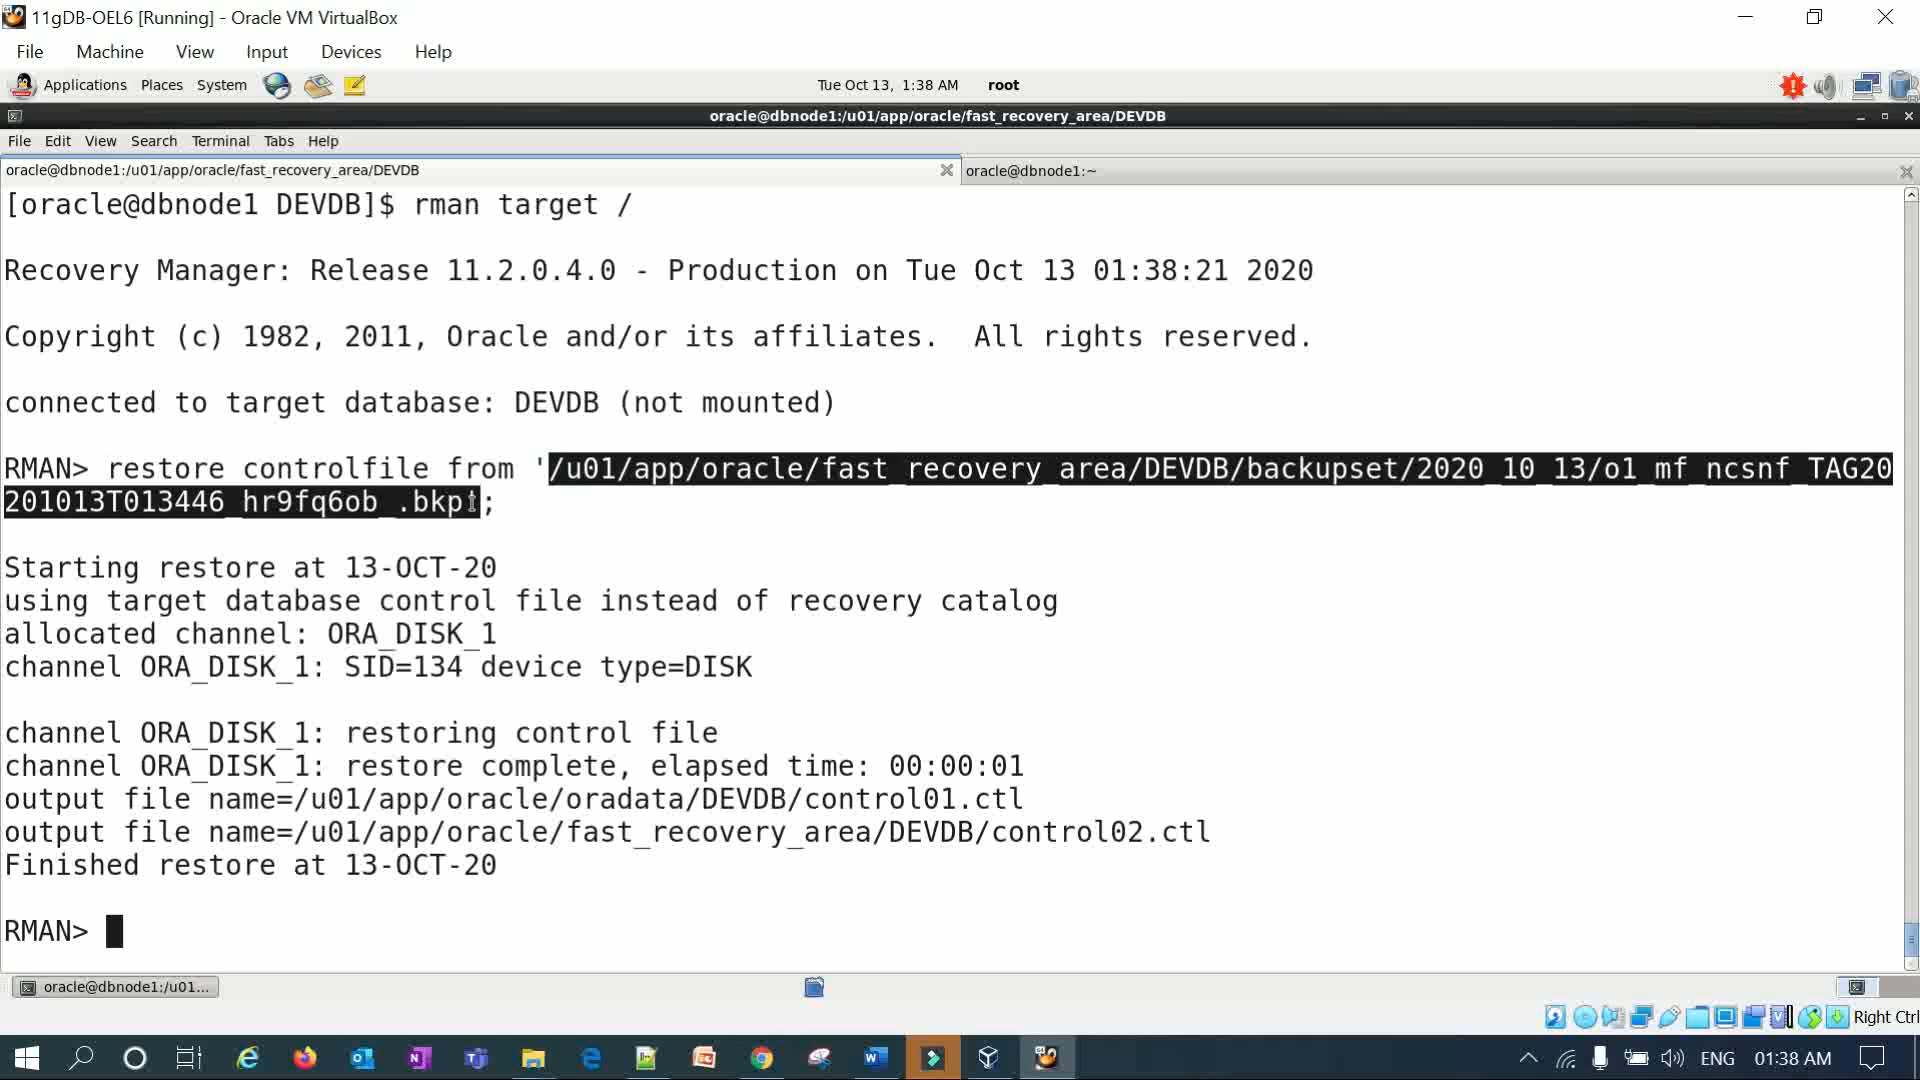 11gDB-OEL6 [Running] - Oracle VM VirtualBox
File Machine View Input Devices Help
Applications Places System Tue Oct 13, 1:38 AM root
oracle@dbnode1:/u01/app/oracle/fast_recovery_area/DEVDB
File Edit View Search Terminal Tabs Help
oracle@dbnode1:/u01/app/oracle/fast_recovery_area/DEVDB oracle@dbnode1:~
[oracle@dbnode1 DEVDB]$ rman target /
Recovery Manager: Release 11.2.0.4.0 - Production on Tue Oct 13 01:38:21 2020
Copyright (c) 1982, 2011, Oracle and/or its affiliates.  All rights reserved.
connected to target database: DEVDB (not mounted)
RMAN> restore controlfile from '/u01/app/oracle/fast_recovery_area/DEVDB/backupset/2020_10_13/o1_mf_ncsnf_TAG20
201013T013446_hr9fq6ob_.bkp';
Starting restore at 13-OCT-20
using target database control file instead of recovery catalog
allocated channel: ORA_DISK_1
channel ORA_DISK_1: SID=134 device type=DISK
channel ORA_DISK_1: restoring control file
channel ORA_DISK_1: restore complete, elapsed time: 00:00:01
output file name=/u01/app/oracle/oradata/DEVDB/control01.ctl
output file name=/u01/app/oracle/fast_recovery_area/DEVDB/control02.ctl
Finished restore at 13-OCT-20
RMAN>
oracle@dbnode1:/u01...
Right Ctrl
ENG 01:38 AM